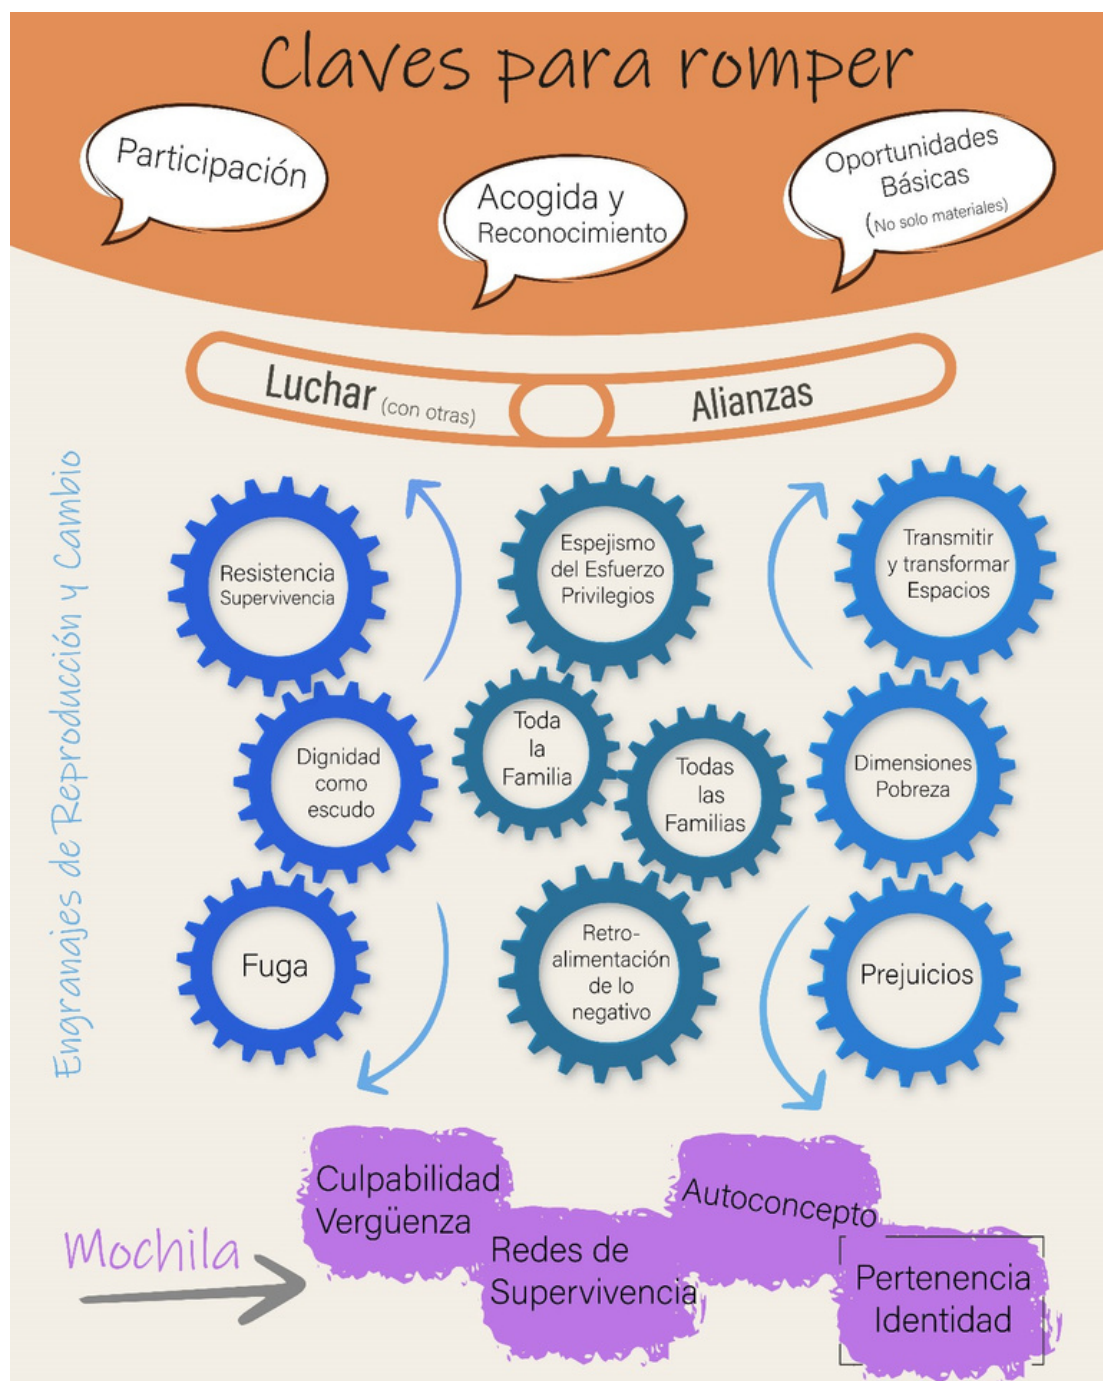 Claves para romper
Participación
Acogida y
Reconocimiento
Oportunidades
Básicas
(No solo materiales)
Luchar (con otras)
Alianzas
Engranajes de Reproducción y Cambio
Resistencia
Supervivencia
Dignidad
como
escudo
Fuga
Espejismo
del Esfuerzo
Privilegios
Toda
la
Familia
Todas
las
Familias
Retro-
alimentación
de lo
negativo
Transmitir
y transformar
Espacios
Dimensiones
Pobreza
Prejuicios
Mochila
Culpabilidad
Vergüenza
Redes de
Supervivencia
Autoconcepto
Pertenencia
Identidad